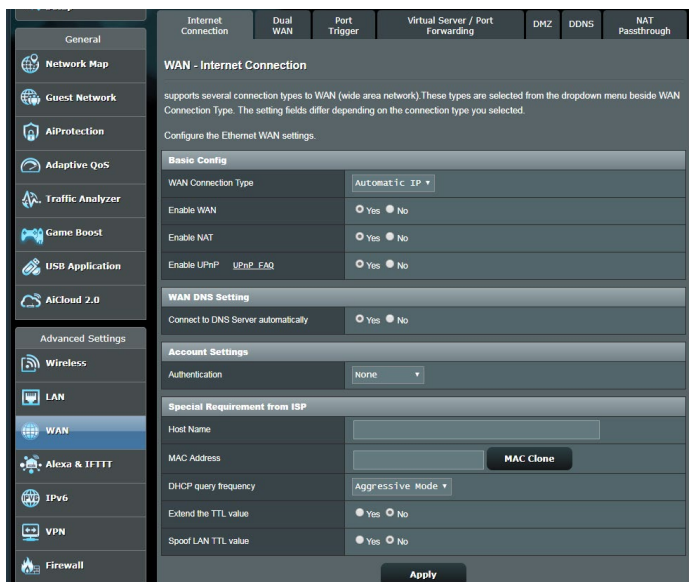 General
Network Map
Guest Network
AiProtection
Adaptive QoS
Traffic Analyzer
Game Boost
USB Application
AiCloud 2.0
Advanced Settings
Wireless
LAN
WAN
Alexa & IFTTT
IPv6
VPN
Firewall
Internet Connection
Dual WAN
Port Trigger
Virtual Server / Port Forwarding
DMZ
DDNS
NAT Passthrough
WAN - Internet Connection
supports several connection types to WAN (wide area network).These types are selected from the dropdown menu beside WAN
Connection Type. The setting fields differ depending on the connection type you selected.
Configure the Ethernet WAN settings.
Basic Config
WAN Connection Type Automatic IP
Enable WAN Yes No
Enable NAT Yes No
Enable UPnP UPnP FAQ Yes No
WAN DNS Setting
Connect to DNS Server automatically Yes No
Account Settings
Authentication None
Special Requirement from ISP
Host Name
MAC Address MAC Clone
DHCP query frequency Aggressive Mode
Extend the TTL value Yes No
Spoof LAN TTL value Yes No
Apply